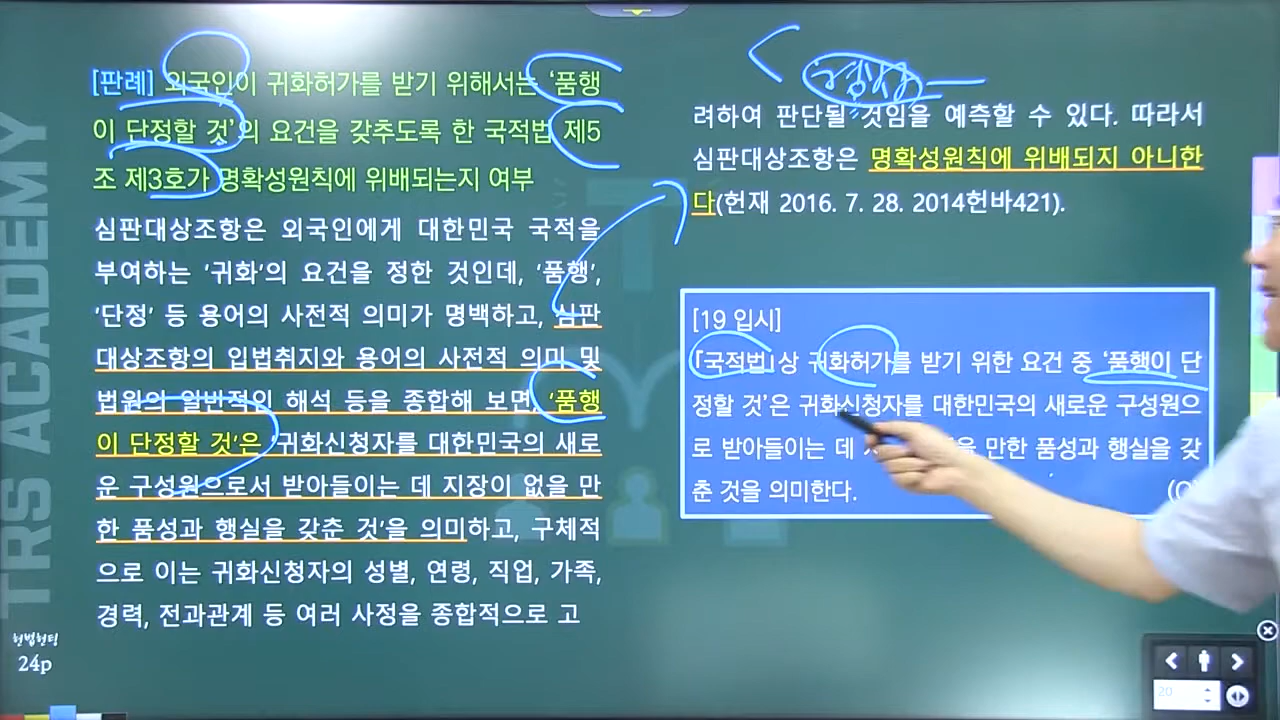 [판례] 외국인이 귀화허가를 받기 위해서는 '품행
이 단정할 것'의 요건을 갖추도록 한 국적법 제5
조 제3호가 명확성원칙에 위배되는지 여부
심판대상조항은 외국인에게 대한민국 국적을
부여하는 '귀화'의 요건을 정한 것인데, '품행',
'단정' 등 용어의 사전적 의미가 명백하고, 심판
대상조항의 입법취지와 용어의 사전적 의미 및
법원의 일반적인 해석 등을 종합해 보면, '품행
이 단정할 것'은 '귀화신청자를 대한민국의 새로
운 구성원으로서 받아들이는 데 지장이 없을 만
한 품성과 행실을 갖춘 것'을 의미하고, 구체적
으로 이는 귀화신청자의 성별, 연령, 직업, 가족,
경력, 전과관계 등 여러 사정을 종합적으로 고
려하여 판단될 것임을 예측할 수 있다. 따라서
심판대상조항은 명확성원칙에 위배되지 아니한
다(헌재 2016. 7. 28. 2014헌바421).
[19 입시]
「국적법」상 귀화허가를 받기 위한 요건 중 '품행이 단
정할 것'은 귀화신청자를 대한민국의 새로운 구성원으
로 받아들이는 데 만한 품성과 행실을 갖
춘 것을 의미한다. (O)
TRS ACADEMY
헌법헌팅
24p
20